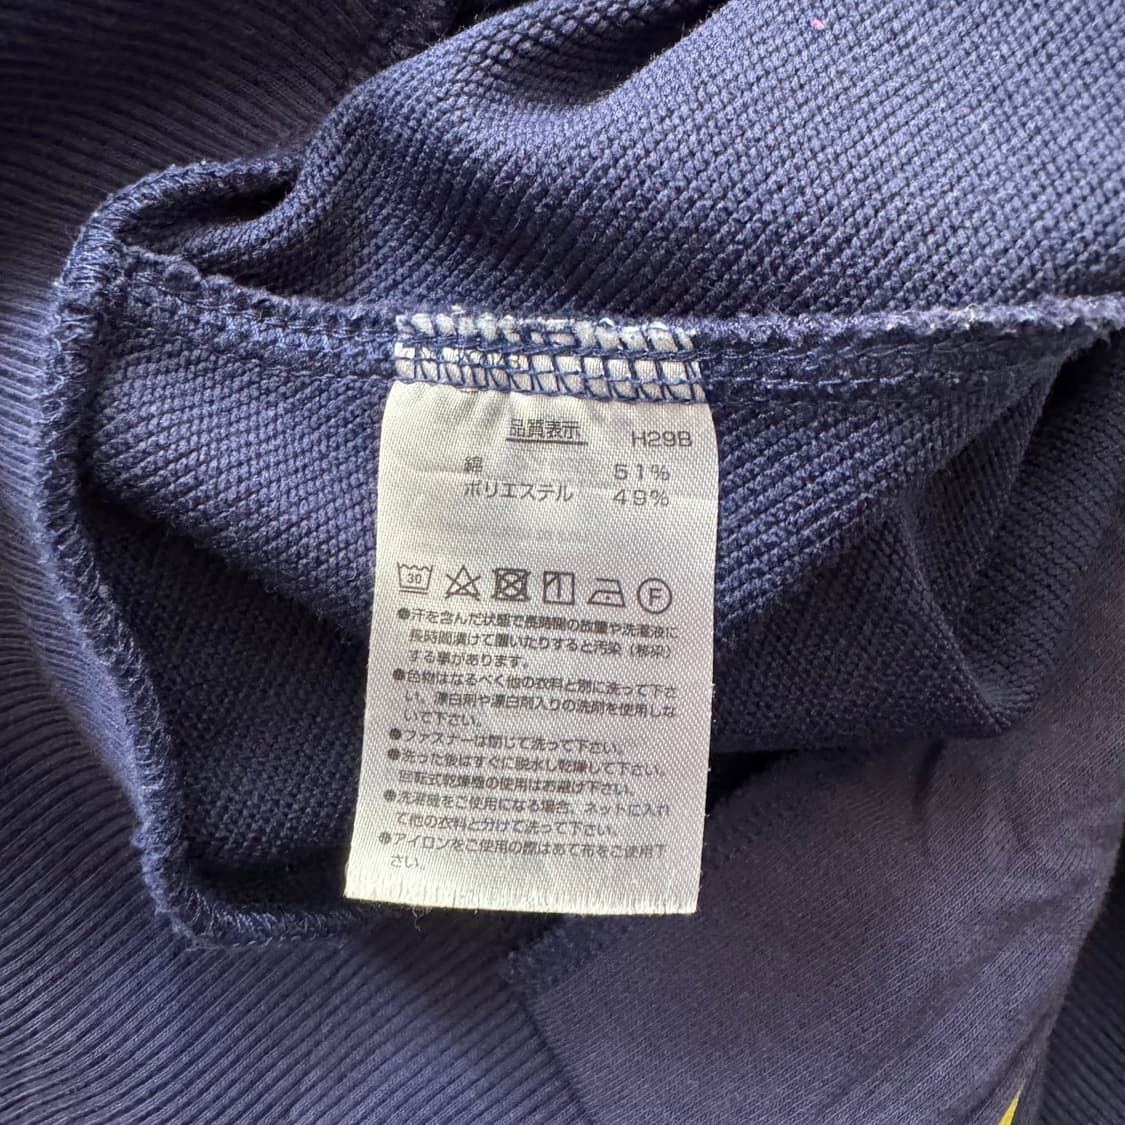 品質表示 H29B
綿 51%
ポリエステル 49%
30 F
●汗を含んだ状態で長時間の放置や洗濯液に
長時間漬けて置いたりすると汚染（移染）
する事があります。
●色物はなるべく他の衣料と別に洗って下さ
い、漂白剤や漂白剤入りの洗剤を使用しな
いで下さい。
●ファスナーは閉じて洗って下さい。
●洗った後はすぐに脱水し乾燥して下さい。
回転式乾燥機の使用はお避け下さい。
●洗濯機をご使用になる場合、ネットに入れ
て他の衣料と分けて洗って下さい。
●アイロンをご使用の際はあて布をご使用下
さい。